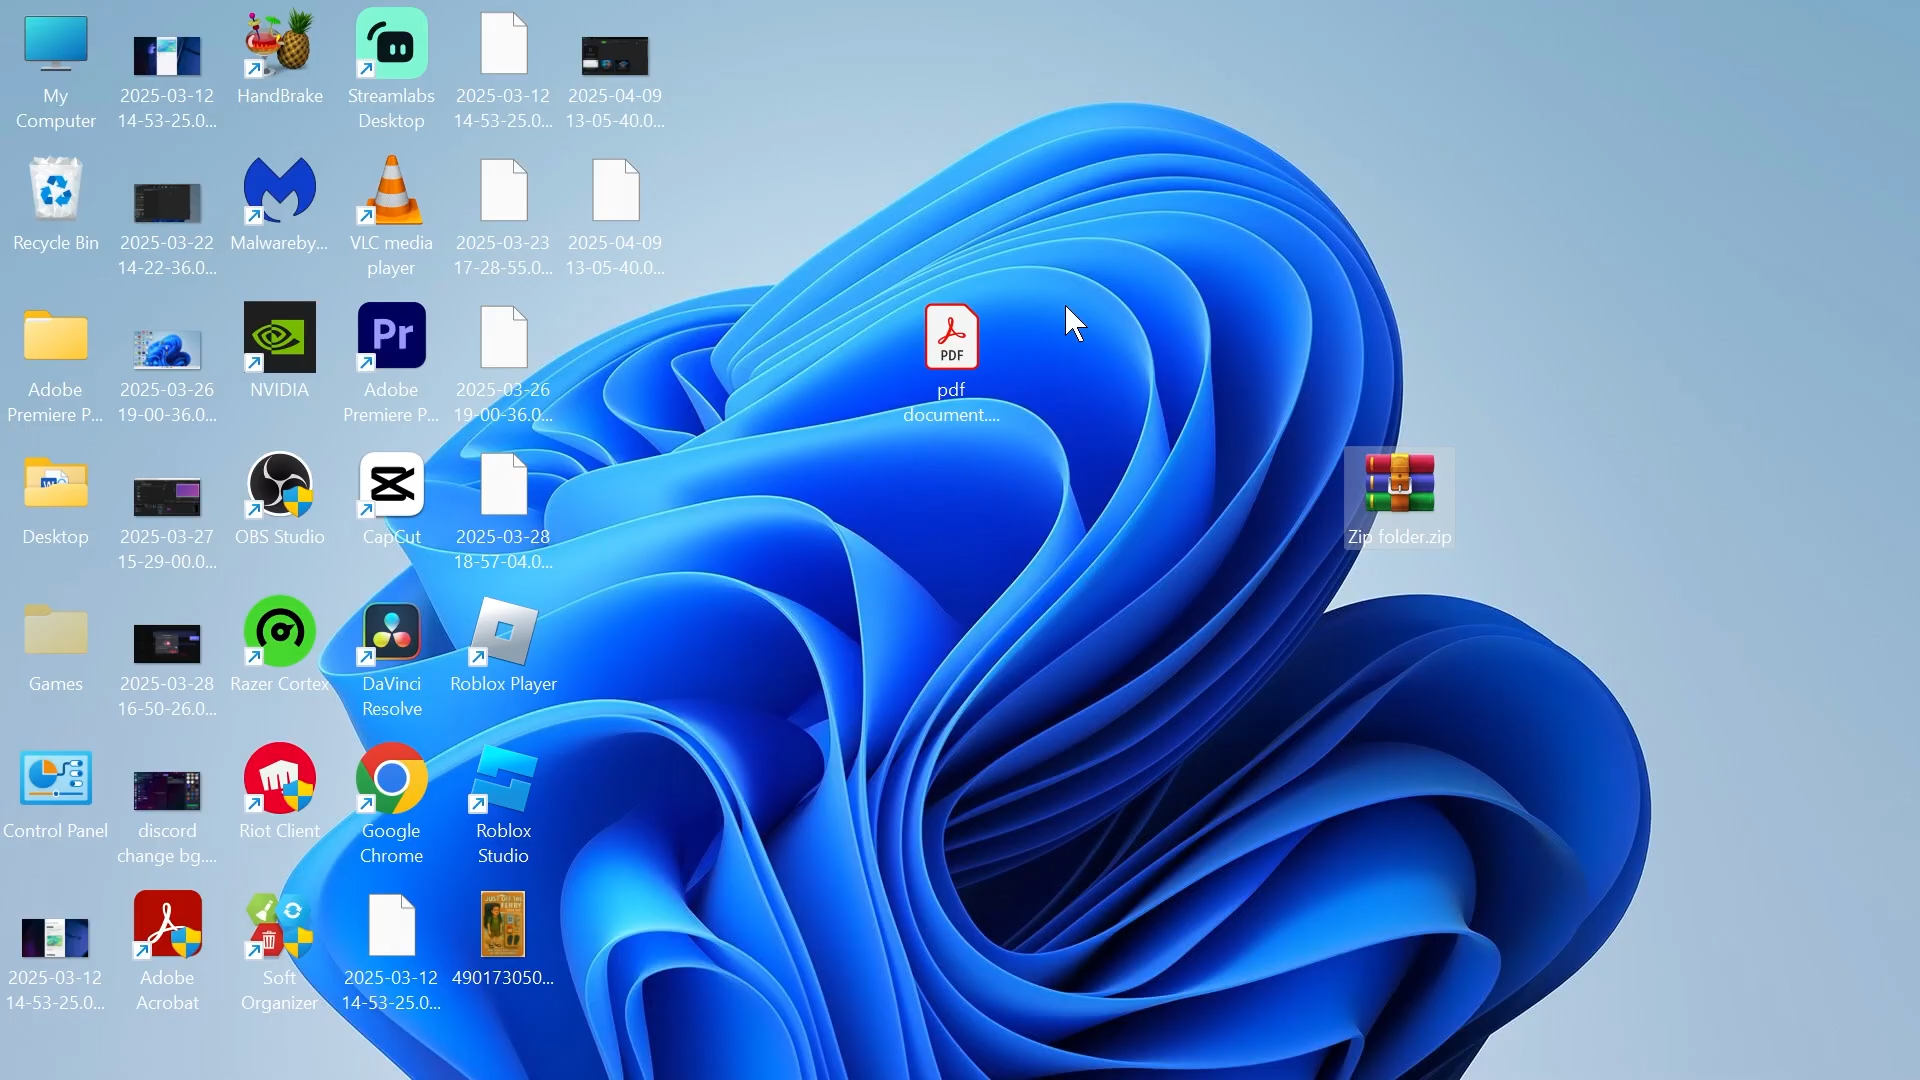 My
Computer
2025-03-12
14-53-25.0...
HandBrake
Streamlabs
Desktop
2025-03-12
14-53-25.0...
2025-04-09
13-05-40.0...
Recycle Bin
2025-03-22
14-22-36.0...
Malwareby...
VLC media
player
2025-03-23
17-28-55.0...
2025-04-09
13-05-40.0...
Adobe
Premiere P...
2025-03-26
19-00-36.0...
NVIDIA
Pr
Adobe
Premiere P...
2025-03-26
19-00-36.0...
PDF
pdf
document....
Desktop
2025-03-27
15-29-00.0...
OBS Studio
CapCut
2025-03-28
18-57-04.0...
Zip folder.zip
Games
2025-03-28
16-50-26.0...
Razer Cortex
DaVinci
Resolve
Roblox Player
Control Panel
discord
change bg....
Riot Client
Google
Chrome
Roblox
Studio
2025-03-12
14-53-25.0...
Adobe
Acrobat
Soft
Organizer
2025-03-12
14-53-25.0...
490173050...